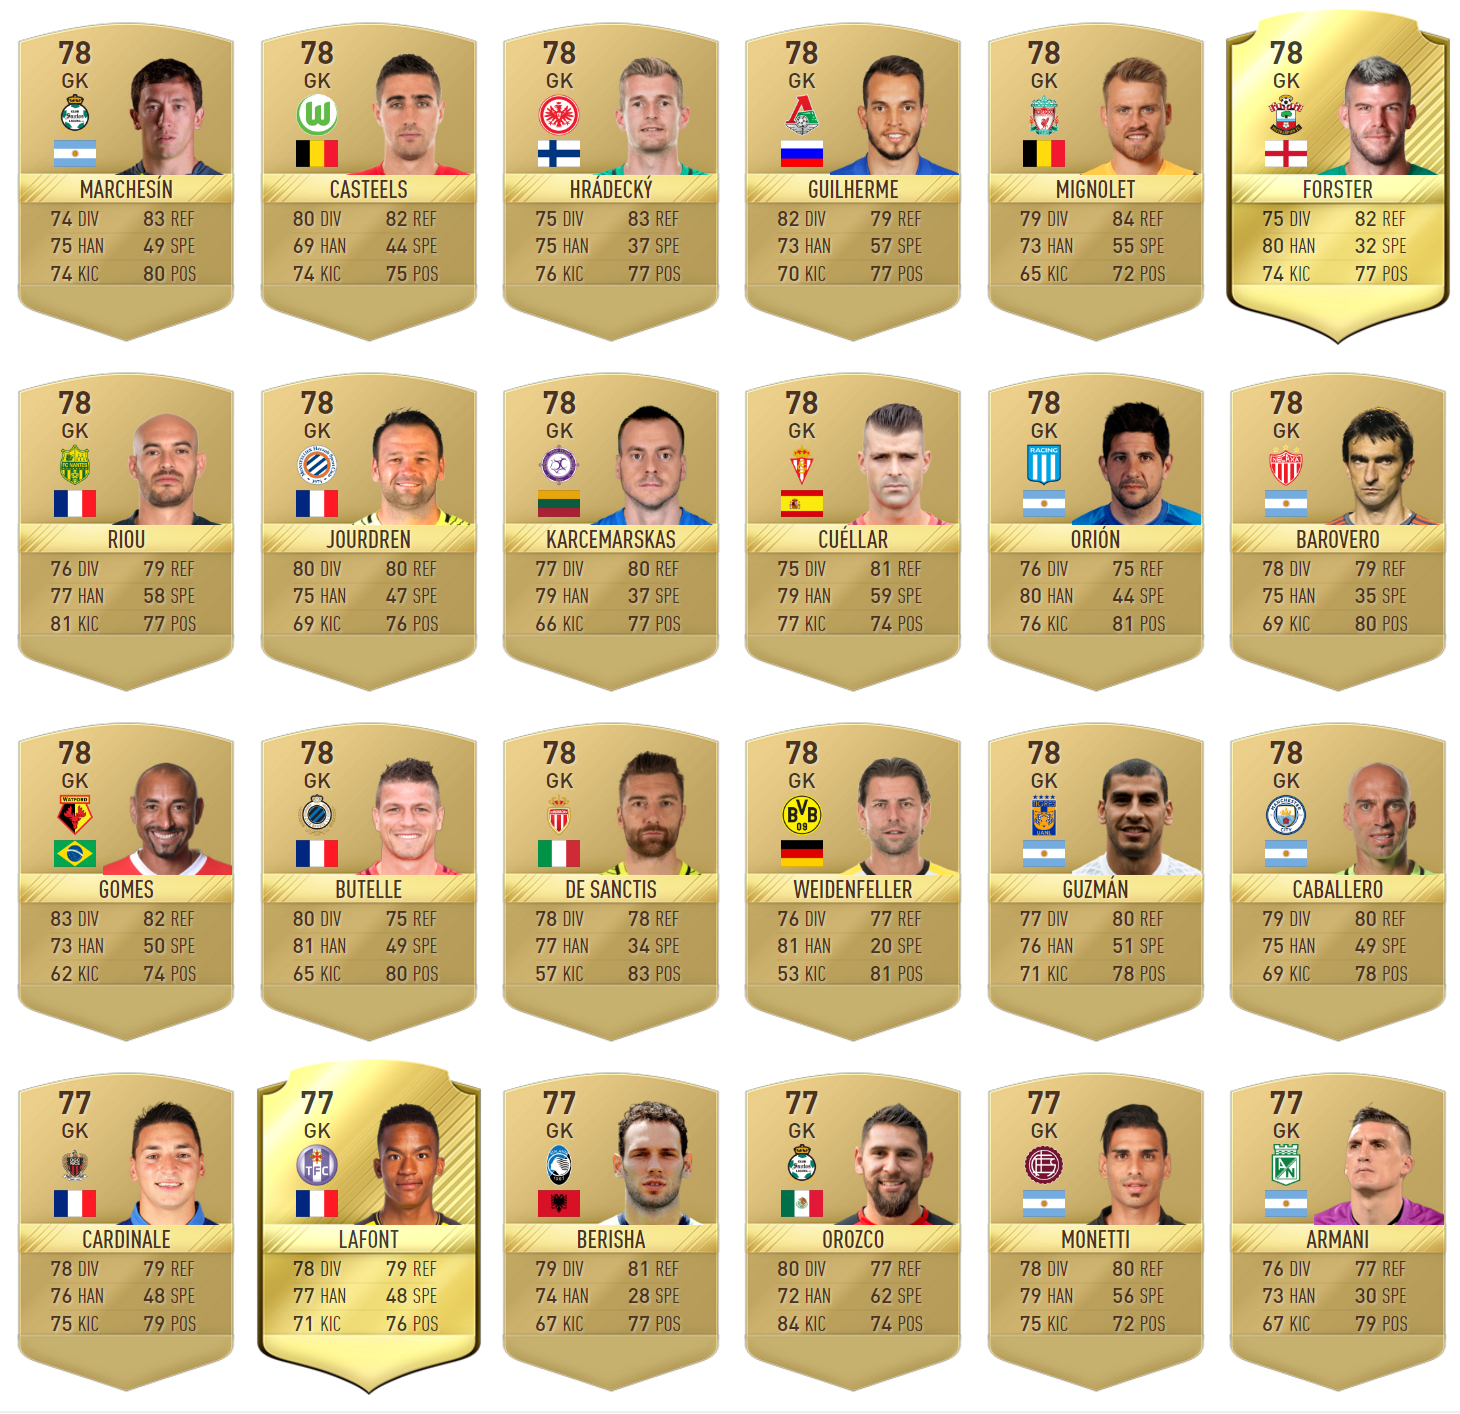 78 78 78 78 78 78
GK GK GK GK GK GK
MARCHESÍN CASTEELS HRÁDECKÝ GUILHERME MIGNOLET FORSTER
74 DIV 83 REF 80 DIV 82 REF 75 DIV 83 REF 82 DIV 79 REF 79 DIV 84 REF 75 DIV 82 REF
75 HAN 49 SPE 69 HAN 44 SPE 75 HAN 37 SPE 73 HAN 57 SPE 73 HAN 55 SPE 80 HAN 32 SPE
74 KIC 80 POS 74 KIC 75 POS 76 KIC 77 POS 70 KIC 77 POS 65 KIC 72 POS 74 KIC 77 POS
78 78 78 78 78 78
GK GK GK GK GK GK
FC NANTES RACING NECAXA
RIOU JOURDREN KARCEMARSKAS CUÉLLAR ORIÓN BAROVERO
76 DIV 79 REF 80 DIV 80 REF 77 DIV 80 REF 75 DIV 81 REF 76 DIV 75 REF 78 DIV 79 REF
77 HAN 58 SPE 75 HAN 47 SPE 79 HAN 37 SPE 79 HAN 59 SPE 80 HAN 44 SPE 75 HAN 35 SPE
81 KIC 77 POS 69 KIC 76 POS 66 KIC 77 POS 77 KIC 74 POS 76 KIC 81 POS 69 KIC 80 POS
78 78 78 78 78 78
GK GK GK GK GK GK
WATFORD BVB 09 TIGRES UANL MANCHESTER CITY
GOMES BUTELLE DE SANCTIS WEIDENFELLER GUZMÁN CABALLERO
83 DIV 82 REF 80 DIV 75 REF 78 DIV 78 REF 76 DIV 77 REF 77 DIV 80 REF 79 DIV 80 REF
73 HAN 50 SPE 81 HAN 49 SPE 77 HAN 34 SPE 81 HAN 20 SPE 76 HAN 51 SPE 75 HAN 49 SPE
62 KIC 74 POS 65 KIC 80 POS 57 KIC 83 POS 53 KIC 81 POS 71 KIC 78 POS 69 KIC 78 POS
77 77 77 77 77 77
GK GK GK GK GK GK
TFC Santos AN
CARDINALE LAFONT BERISHA OROZCO MONETTI ARMANI
78 DIV 79 REF 78 DIV 79 REF 79 DIV 81 REF 80 DIV 77 REF 78 DIV 80 REF 76 DIV 77 REF
76 HAN 48 SPE 77 HAN 48 SPE 74 HAN 28 SPE 72 HAN 62 SPE 79 HAN 56 SPE 73 HAN 30 SPE
75 KIC 79 POS 71 KIC 76 POS 67 KIC 77 POS 84 KIC 74 POS 75 KIC 72 POS 67 KIC 79 POS